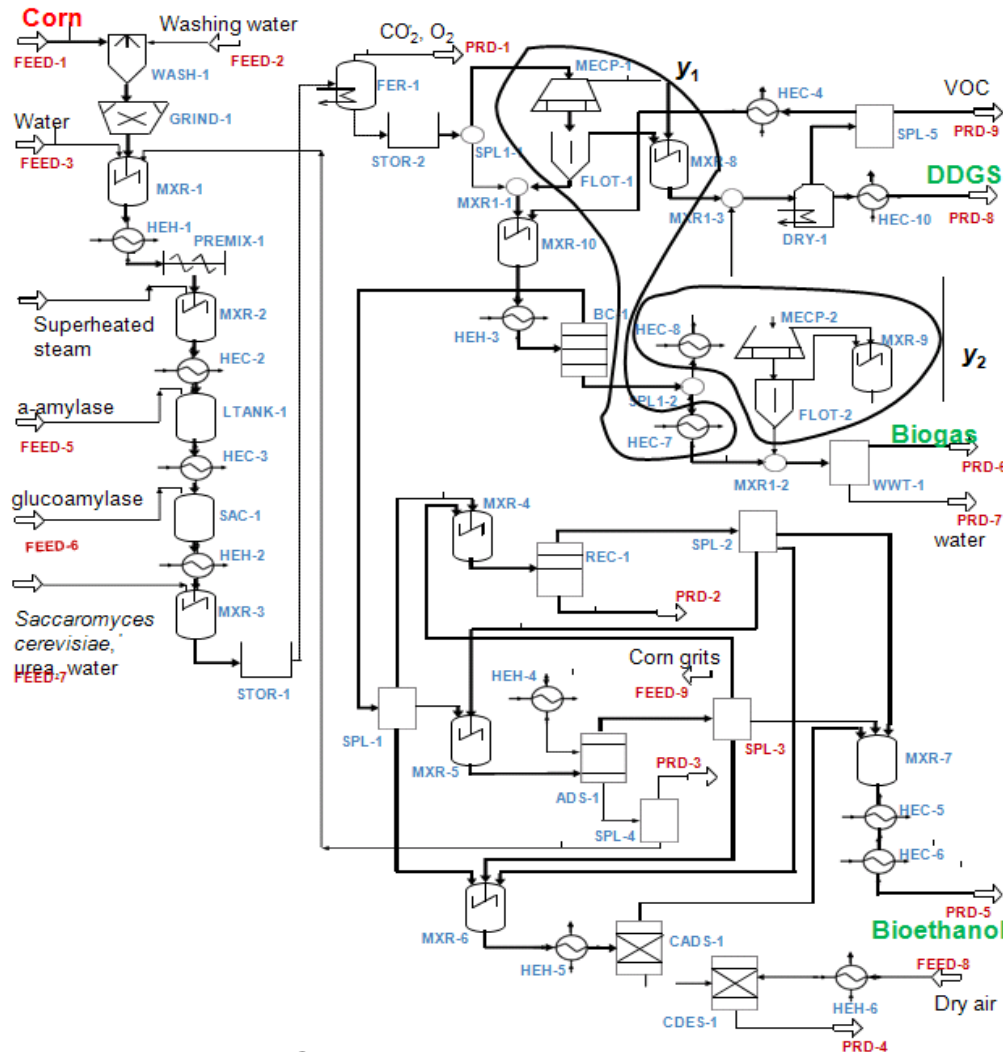 Corn
Washing water
FEED-1
FEED-2
WASH-1
GRIND-1
Water
FEED-3
MXR-1
HEH-1
PREMIX-1
Superheated
steam
MXR-2
HEC-2
a-amylase
FEED-5
LTANK-1
HEC-3
glucoamylase
FEED-6
SAC-1
HEH-2
MXR-3
Saccaromyces
cerevisiae,
urea, water
FEED-7
STOR-1
CO2, O2
PRD-1
FER-1
STOR-2
SPL1-1
MECP-1
y1
FLOT-1
MXR-8
HEC-4
VOC
SPL-5
PRD-9
DDGS
PRD-8
HEC-10
DRY-1
MXR1-3
MXR1-1
MXR-10
HEH-3
BC-1
HEC-8
MECP-2
MXR-9
y2
SPL1-2
FLOT-2
HEC-7
Biogas
PRD-6
MXR1-2
WWT-1
PRD-7
water
MXR-4
REC-1
SPL-2
PRD-2
Corn grits
HEH-4
FEED-9
SPL-1
MXR-5
SPL-3
MXR-7
ADS-1
PRD-3
SPL-4
HEC-5
HEC-6
MXR-6
PRD-5
Bioethanol
HEH-5
CADS-1
FEED-8
CDES-1
HEH-6
Dry air
PRD-4